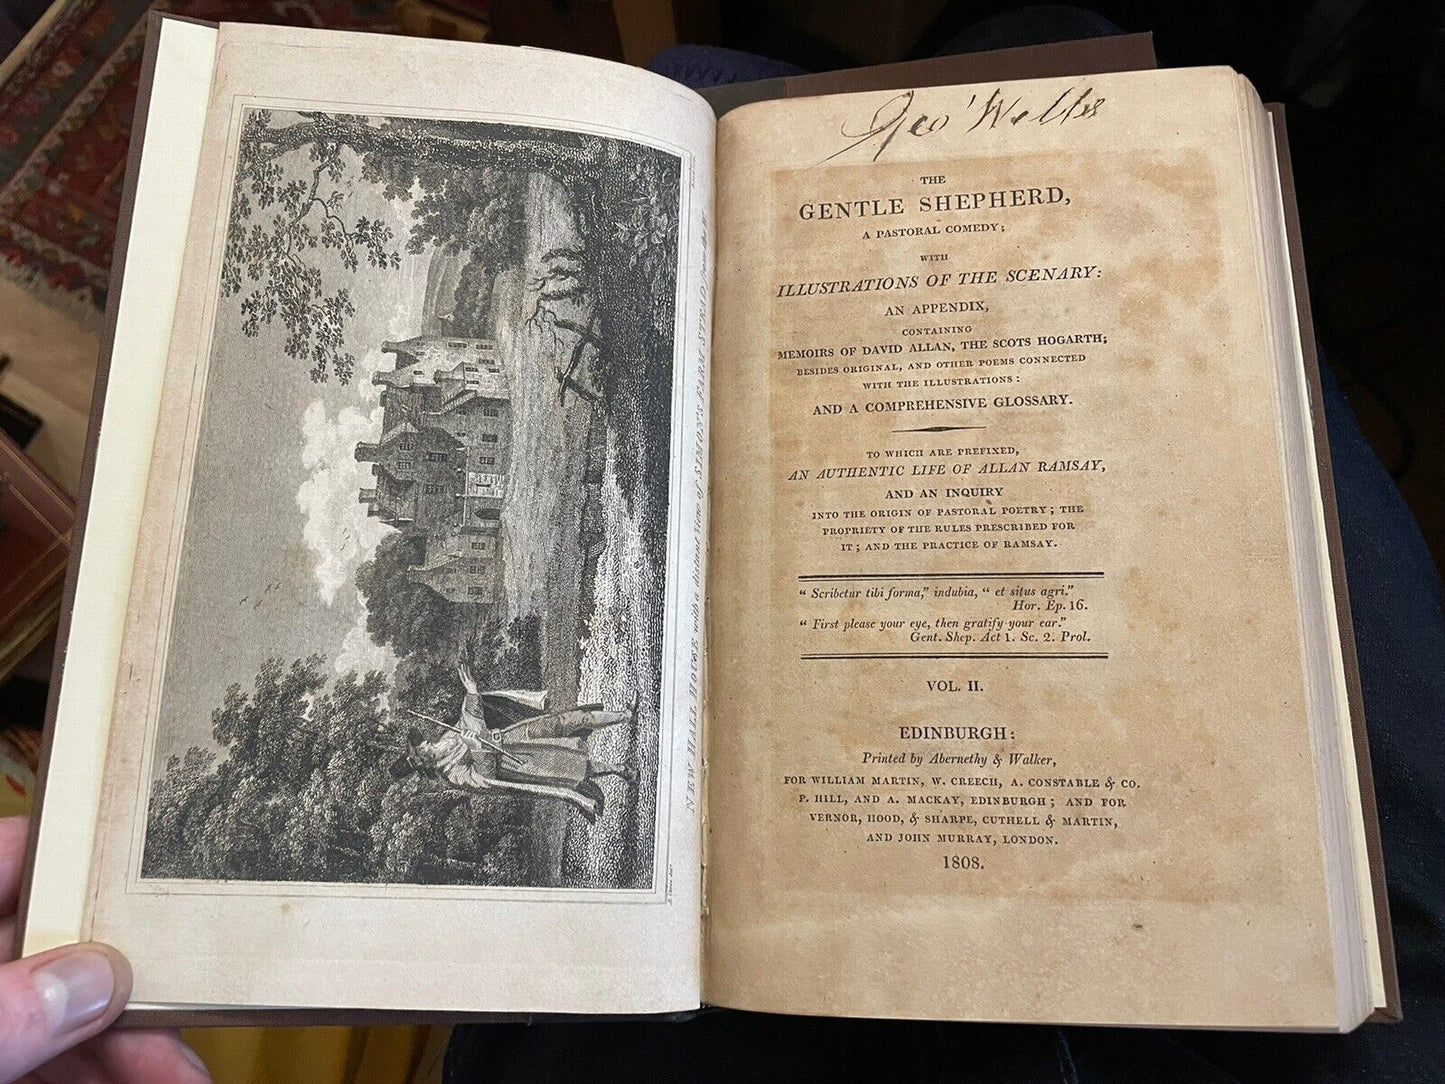 NEW HALL HOUSE with a distant View of SIMON'S FARM STEAD
Geo Wells
THE
GENTLE SHEPHERD,
A PASTORAL COMEDY;
WITH
ILLUSTRATIONS OF THE SCENARY:
AN APPENDIX,
CONTAINING
MEMOIRS OF DAVID ALLAN, THE SCOTS HOGARTH;
BESIDES ORIGINAL, AND OTHER POEMS CONNECTED
WITH THE ILLUSTRATIONS:
AND A COMPREHENSIVE GLOSSARY.
TO WHICH ARE PREFIXED,
AN AUTHENTIC LIFE OF ALLAN RAMSAY,
AND AN INQUIRY
INTO THE ORIGIN OF PASTORAL POETRY; THE
PROPRIETY OF THE RULES PRESCRIBED FOR
IT; AND THE PRACTICE OF RAMSAY.
“ Scribetur tibi forma,” indubia, “ et situs agri.”
Hor. Ep. 16.
“ First please your eye, then gratify your ear.”
Gent. Shep. Act 1. Sc. 2. Prol.
VOL. II.
EDINBURGH:
Printed by Abernethy & Walker,
FOR WILLIAM MARTIN, W. CREECH, A. CONSTABLE & CO.
P. HILL, AND A. MACKAY, EDINBURGH; AND FOR
VERNOR, HOOD, & SHARPE, CUTHELL & MARTIN,
AND JOHN MURRAY, LONDON.
1808.